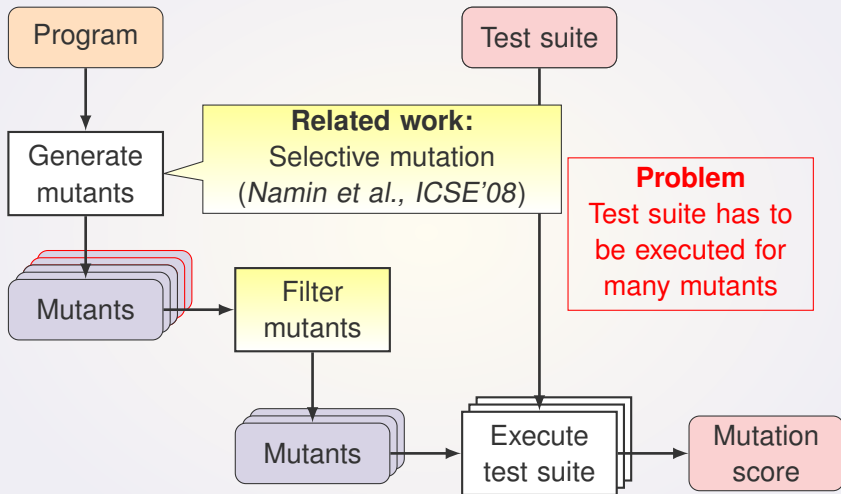 Program
Test suite
Related work:
Selective mutation
(Namin et al., ICSE'08)
Generate
mutants
Problem
Test suite has to
be executed for
many mutants
Mutants
Filter
mutants
Mutants
Execute
test suite
Mutation
score